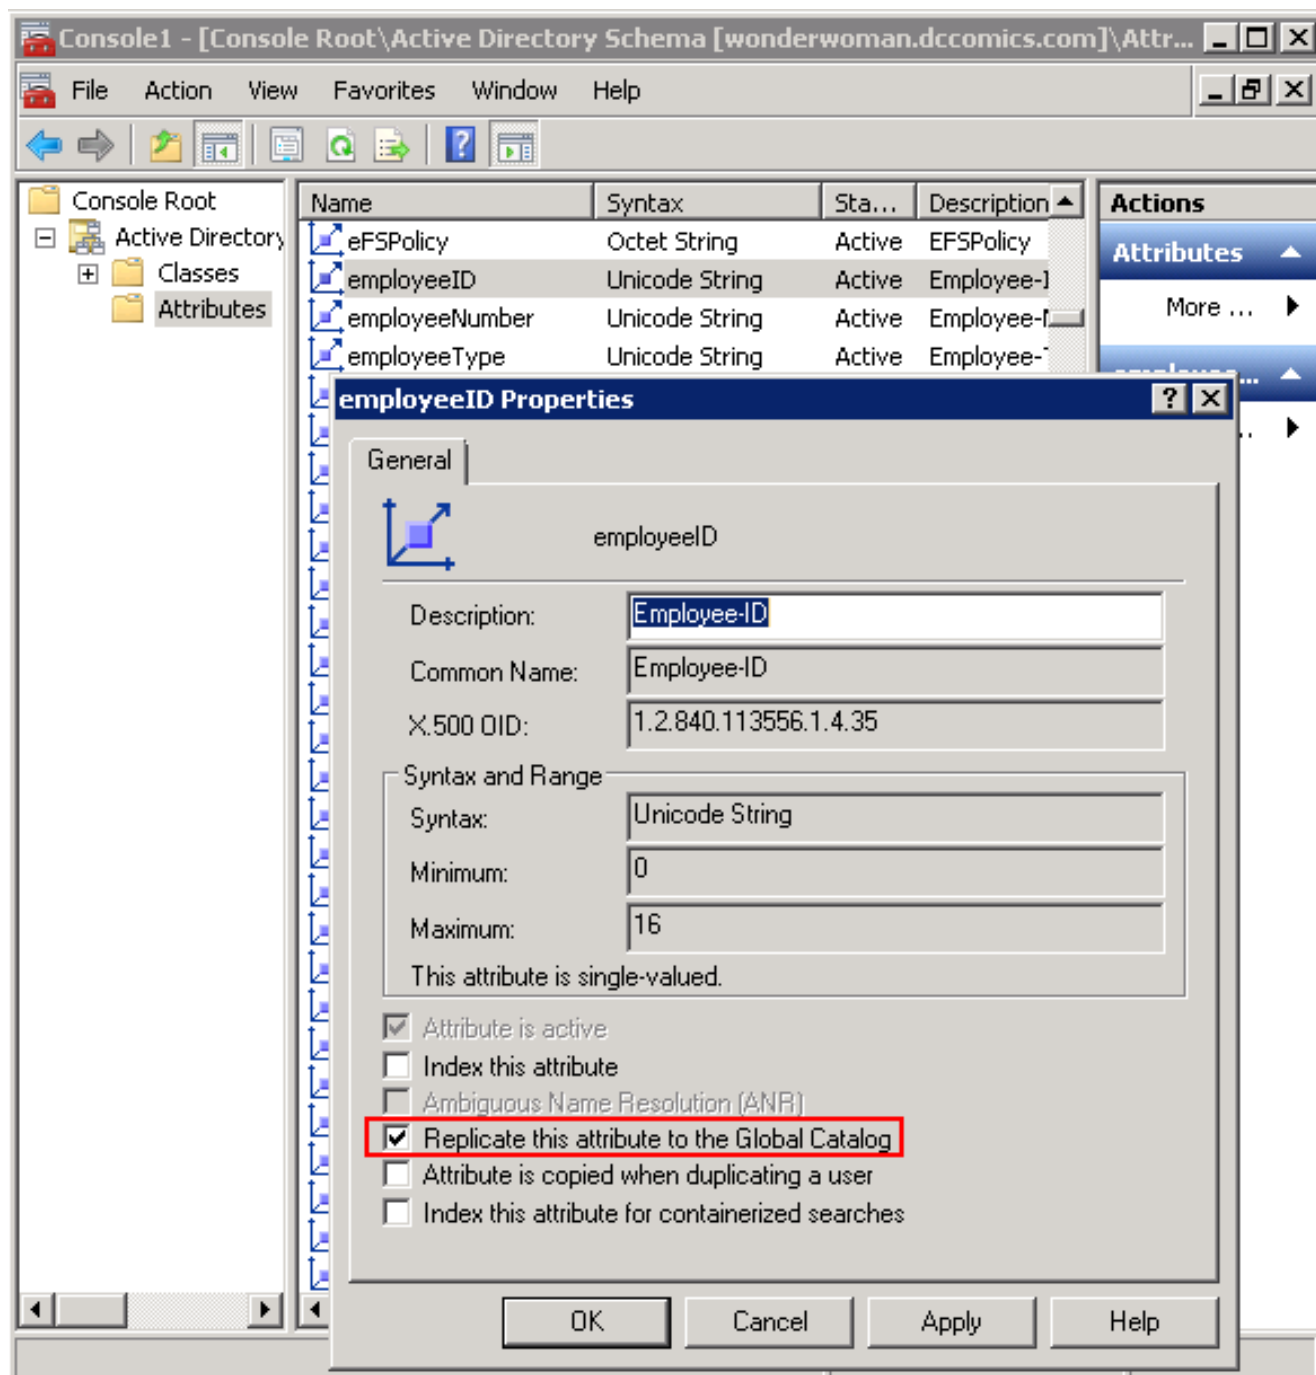 Console1 - [Console Root\Active Directory Schema [wonderwoman.dccomics.com]\Attr...
File Action View Favorites Window Help
Console Root
Active Directory
Classes
Attributes
Name Syntax Sta... Description
eFSPolicy Octet String Active EFSPolicy
employeeID Unicode String Active Employee-I
employeeNumber Unicode String Active Employee-N
employeeType Unicode String Active Employee-T
Actions
Attributes
More ...
employeeID Properties
General
employeeID
Description: Employee-ID
Common Name: Employee-ID
X.500 OID: 1.2.840.113556.1.4.35
Syntax and Range
Syntax: Unicode String
Minimum: 0
Maximum: 16
This attribute is single-valued.
Attribute is active
Index this attribute
Ambiguous Name Resolution (ANR)
Replicate this attribute to the Global Catalog
Attribute is copied when duplicating a user
Index this attribute for containerized searches
OK Cancel Apply Help